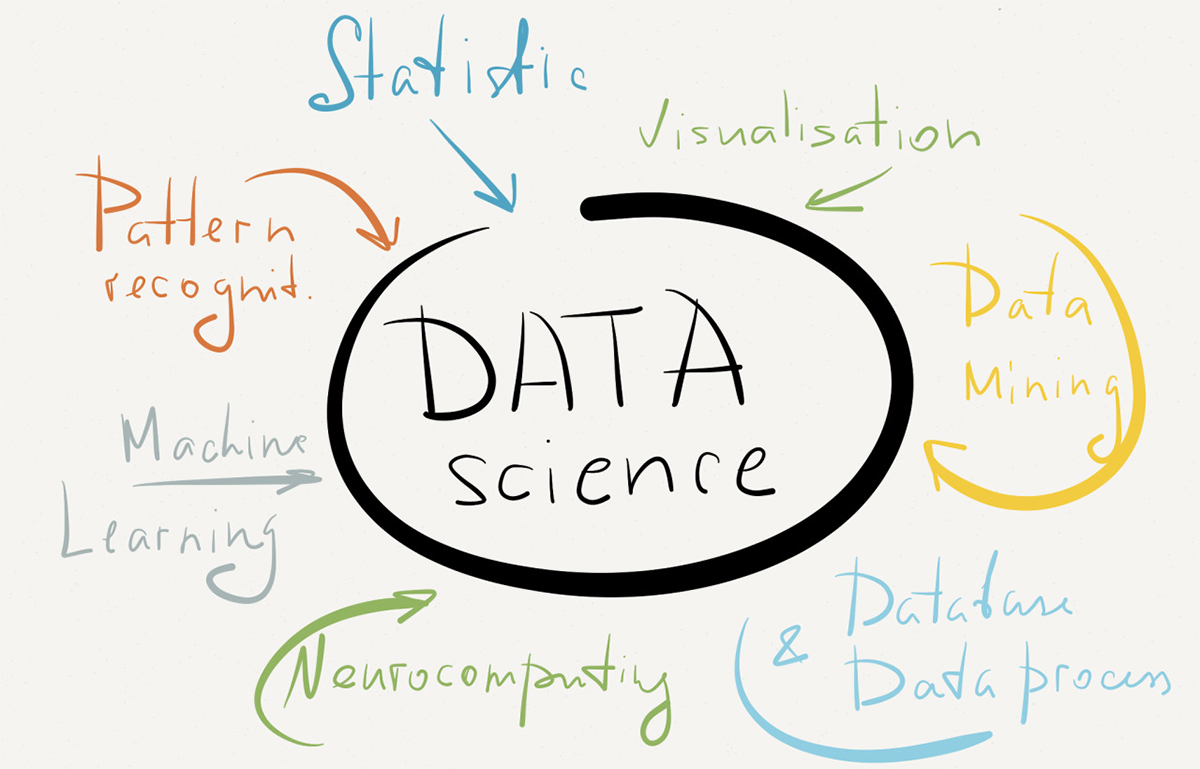 Statistic
Visualisation
Pattern
recognit.
DATA
science
Data
Mining
Machine
Learning
Neurocomputing
Database
&
Data process